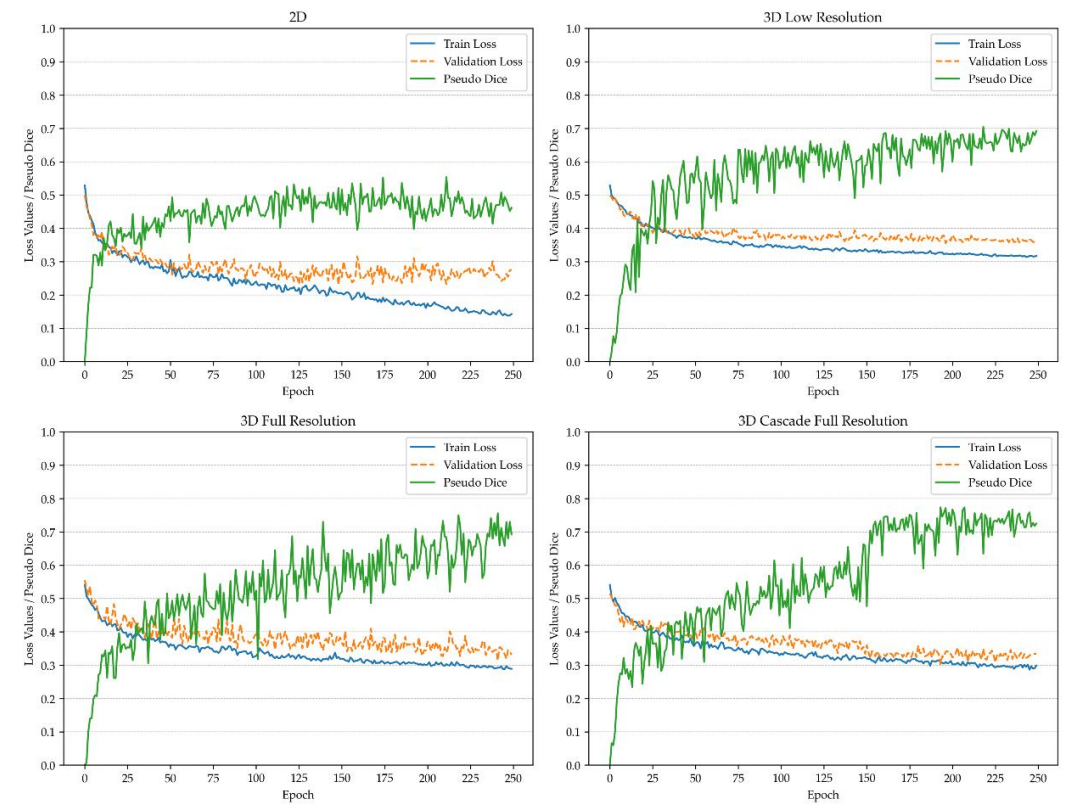 2D
1.0
0.9
0.8
0.7
0.6
0.5
0.4
0.3
0.2
0.1
0.0
Loss Values / Pseudo Dice
Train Loss
Validation Loss
Pseudo Dice
0 25 50 75 100 125 150 175 200 225 250
Epoch
3D Low Resolution
1.0
0.9
0.8
0.7
0.6
0.5
0.4
0.3
0.2
0.1
0.0
Loss Values / Pseudo Dice
Train Loss
Validation Loss
Pseudo Dice
0 25 50 75 100 125 150 175 200 225 250
Epoch
3D Full Resolution
1.0
0.9
0.8
0.7
0.6
0.5
0.4
0.3
0.2
0.1
0.0
Loss Values / Pseudo Dice
Train Loss
Validation Loss
Pseudo Dice
0 25 50 75 100 125 150 175 200 225 250
Epoch
3D Cascade Full Resolution
1.0
0.9
0.8
0.7
0.6
0.5
0.4
0.3
0.2
0.1
0.0
Loss Values / Pseudo Dice
Train Loss
Validation Loss
Pseudo Dice
0 25 50 75 100 125 150 175 200 225 250
Epoch